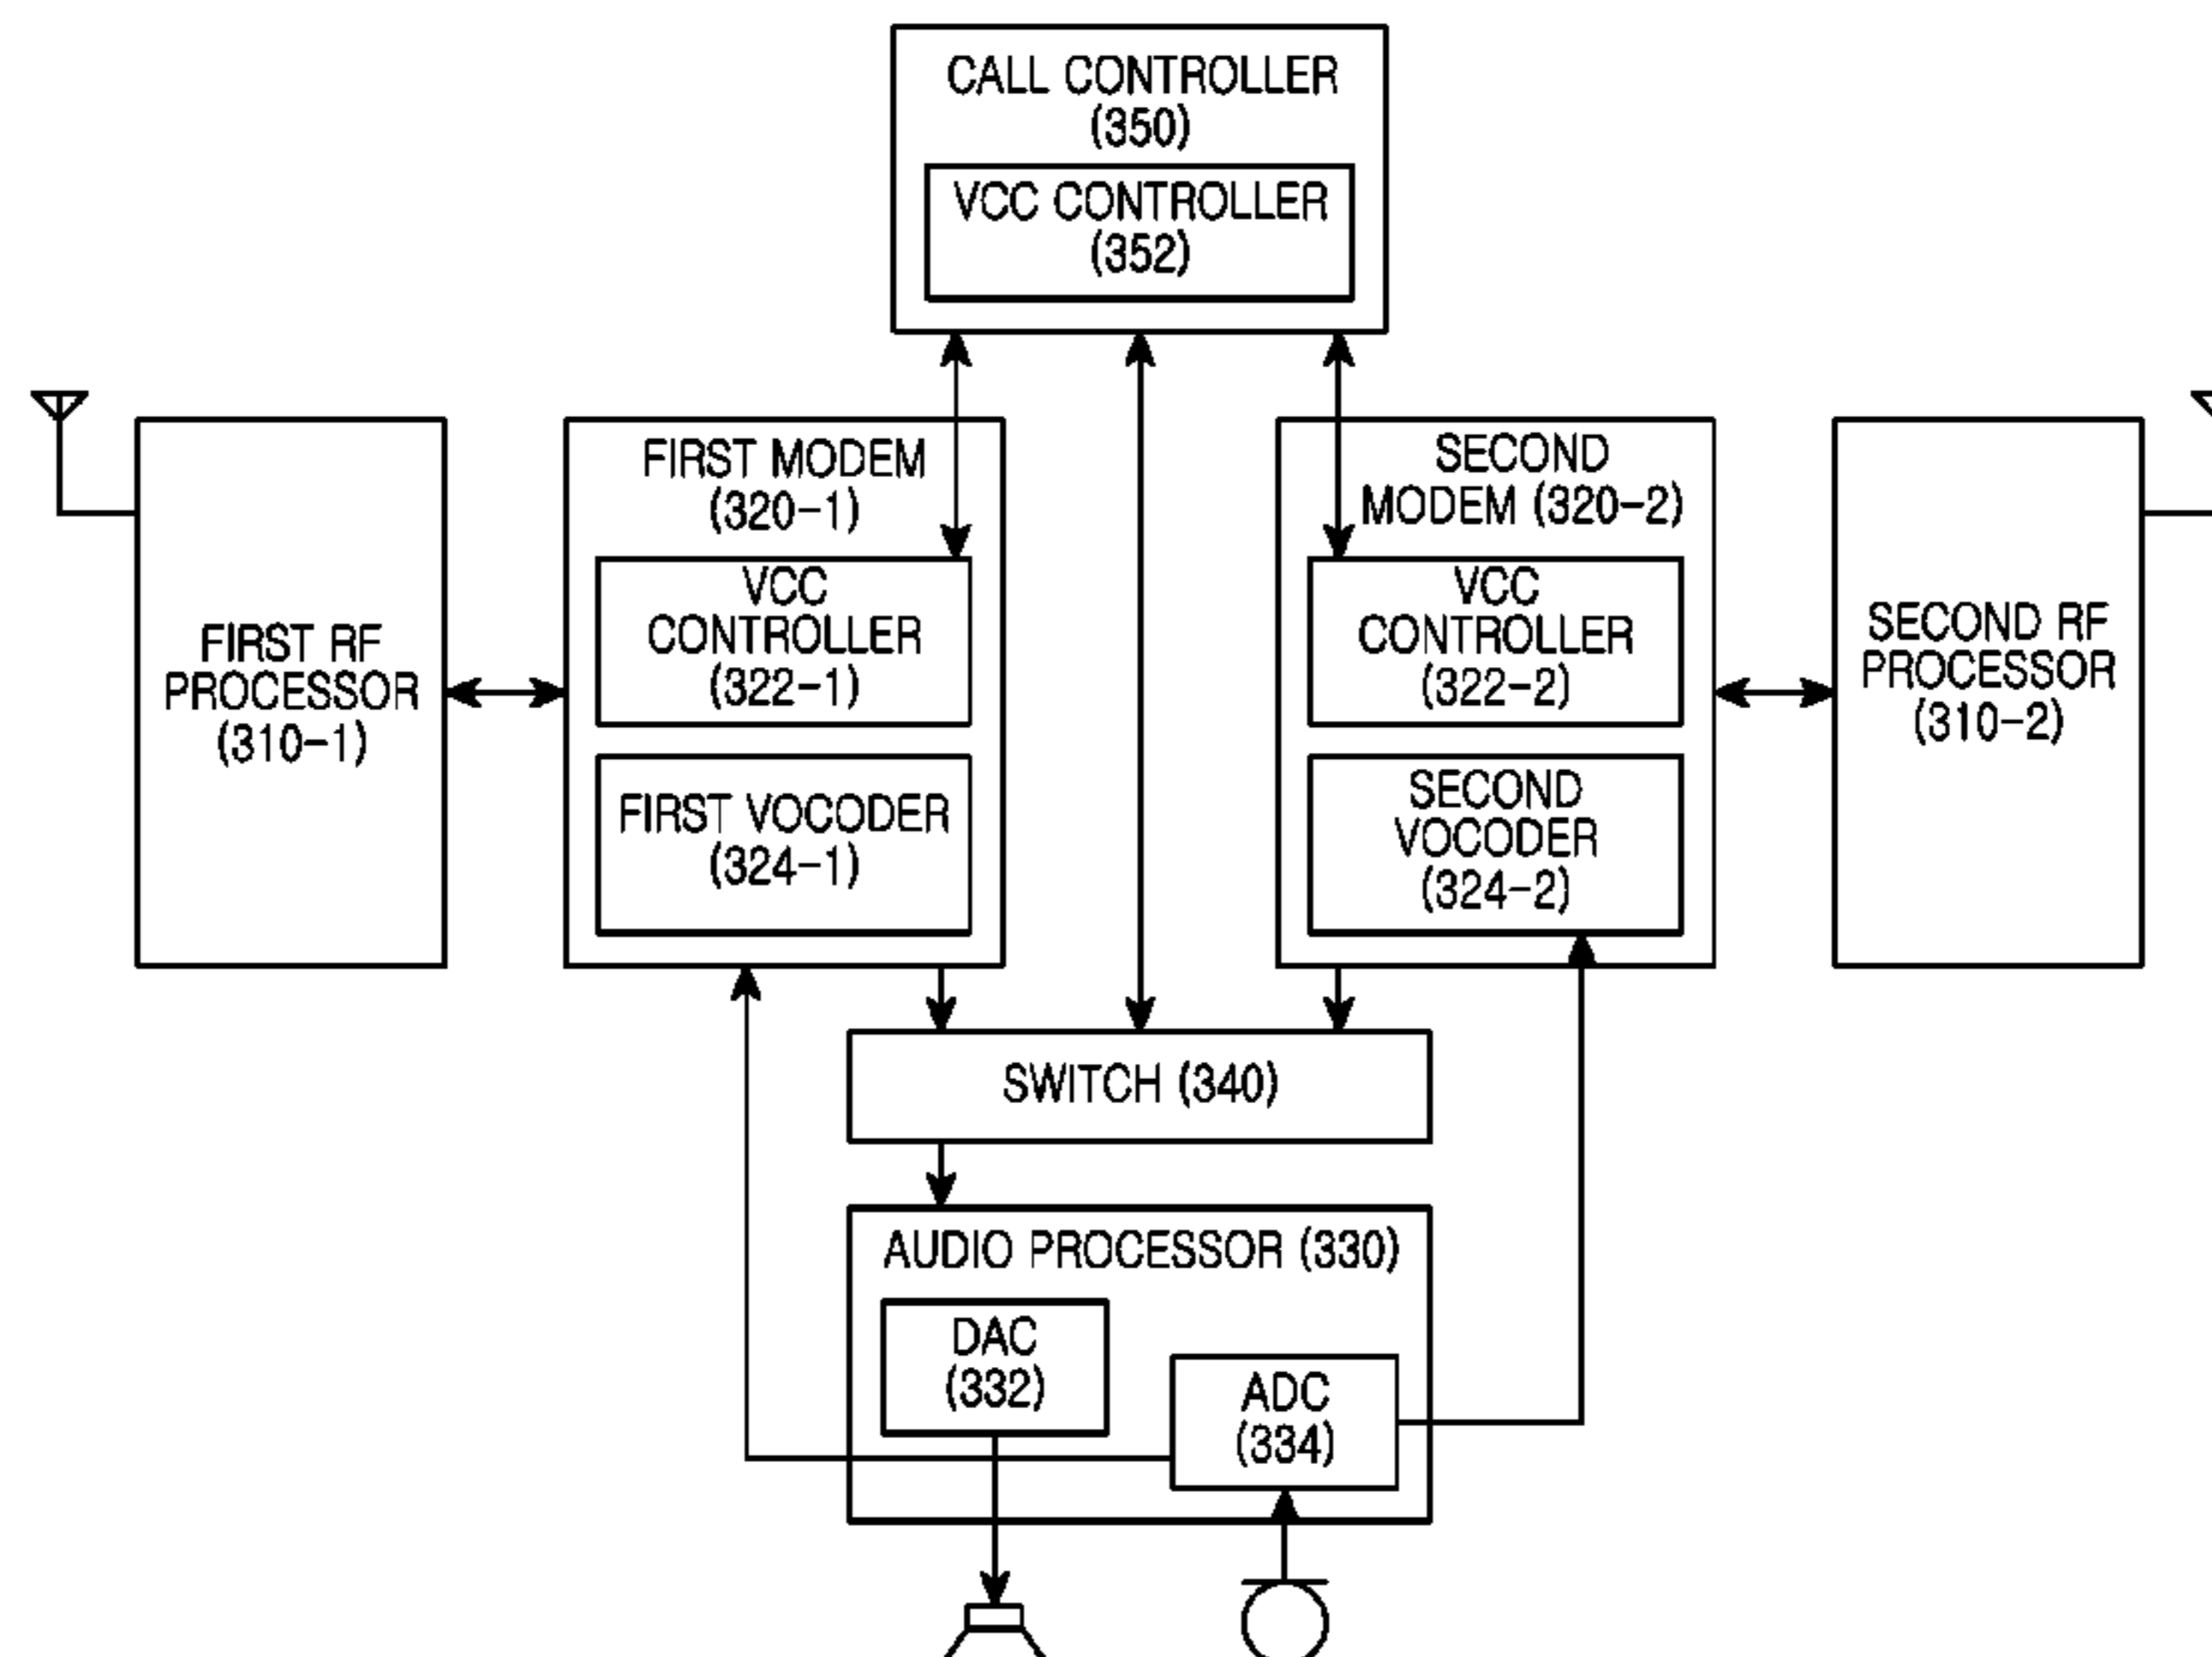 CALL CONTROLLER
(350)
VCC CONTROLLER
(352)
FIRST RF
PROCESSOR
(310-1)
FIRST MODEM
(320-1)
VCC
CONTROLLER
(322-1)
FIRST VOCODER
(324-1)
SECOND
MODEM (320-2)
VCC
CONTROLLER
(322-2)
SECOND
VOCODER
(324-2)
SECOND RF
PROCESSOR
(310-2)
SWITCH (340)
AUDIO PROCESSOR (330)
DAC
(332)
ADC
(334)